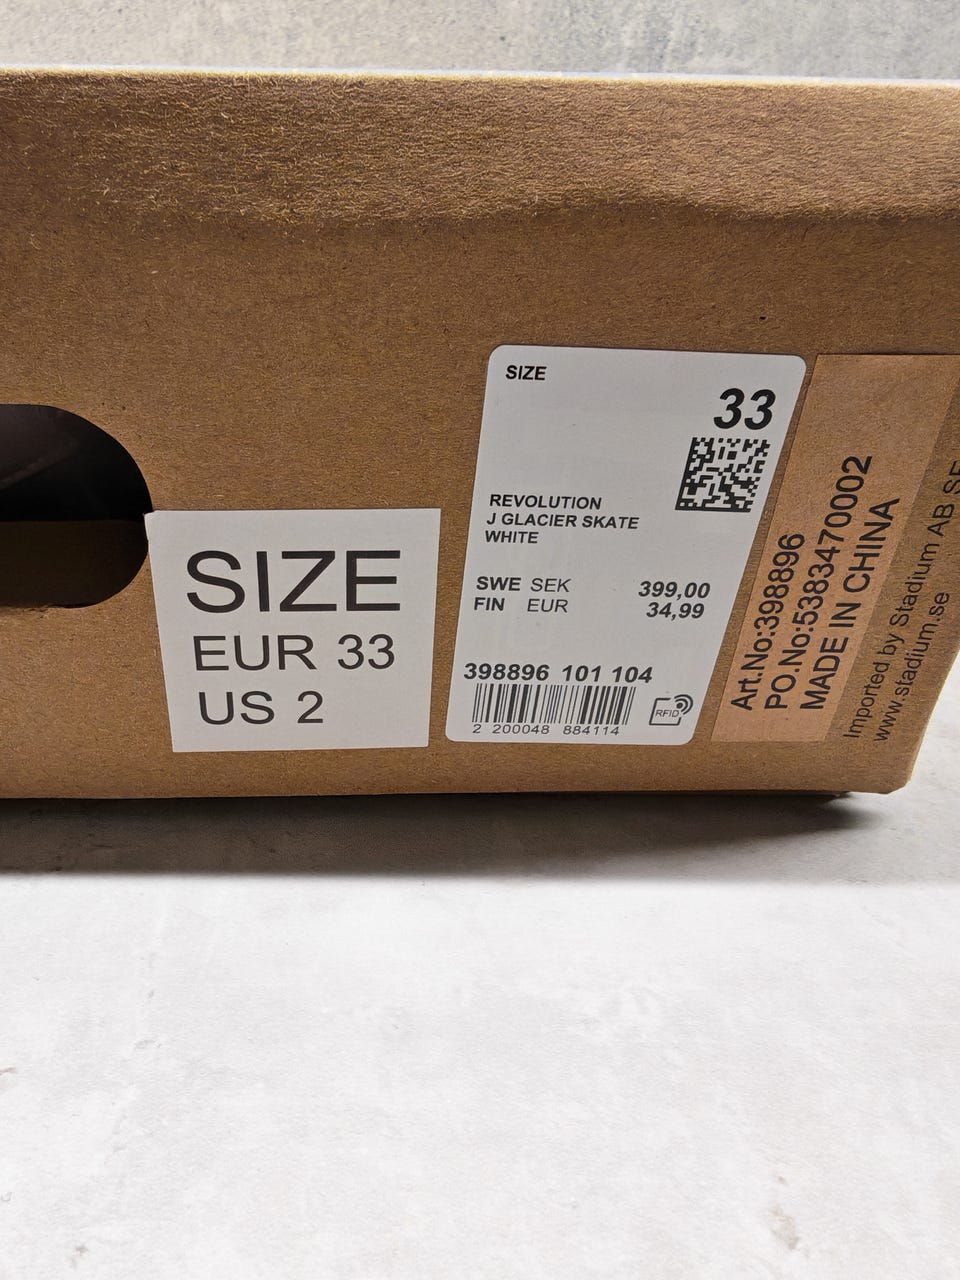 SIZE
EUR 33
US 2
SIZE
33
REVOLUTION
J GLACIER SKATE
WHITE
SWE SEK 399,00
FIN EUR 34,99
398896 101 104
2 200048 884114
RFID
Art.No:398896
PO.No:5383470002
MADE IN CHINA
Imported by Stadium AB SE
www.stadium.se